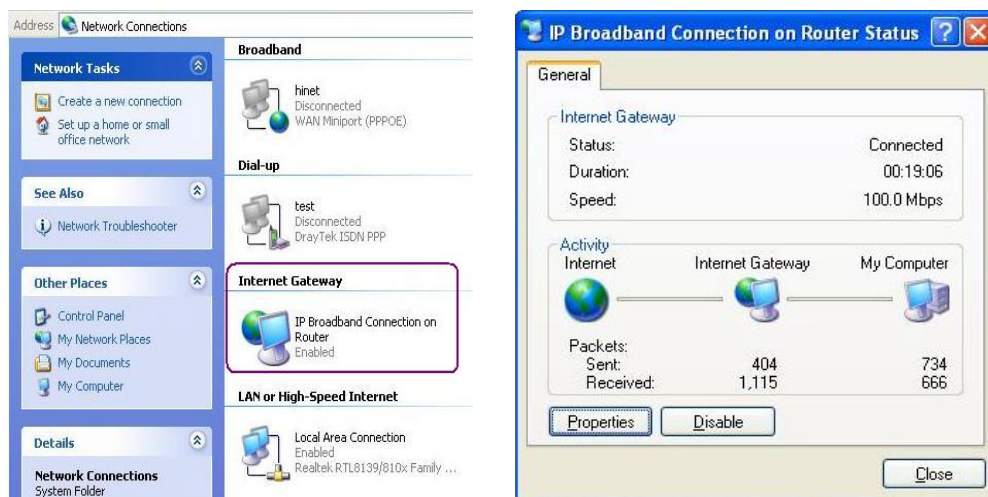 Address Network Connections
Network Tasks
Create a new connection
Set up a home or small
office network
See Also
Network Troubleshooter
Other Places
Control Panel
My Network Places
My Documents
My Computer
Details
Network Connections
System Folder
Broadband
hinet
Disconnected
WAN Miniport (PPPOE)
Dial-up
test
Disconnected
DrayTek ISDN PPP
Internet Gateway
IP Broadband Connection on
Router
Enabled
LAN or High-Speed Internet
Local Area Connection
Enabled
Realtek RTL8139/810x Family ...
IP Broadband Connection on Router Status
General
Internet Gateway
Status: Connected
Duration: 00:19:06
Speed: 100.0 Mbps
Activity
Internet Internet Gateway My Computer
Packets:
Sent: 404 734
Received: 1,115 666
Properties Disable
Close